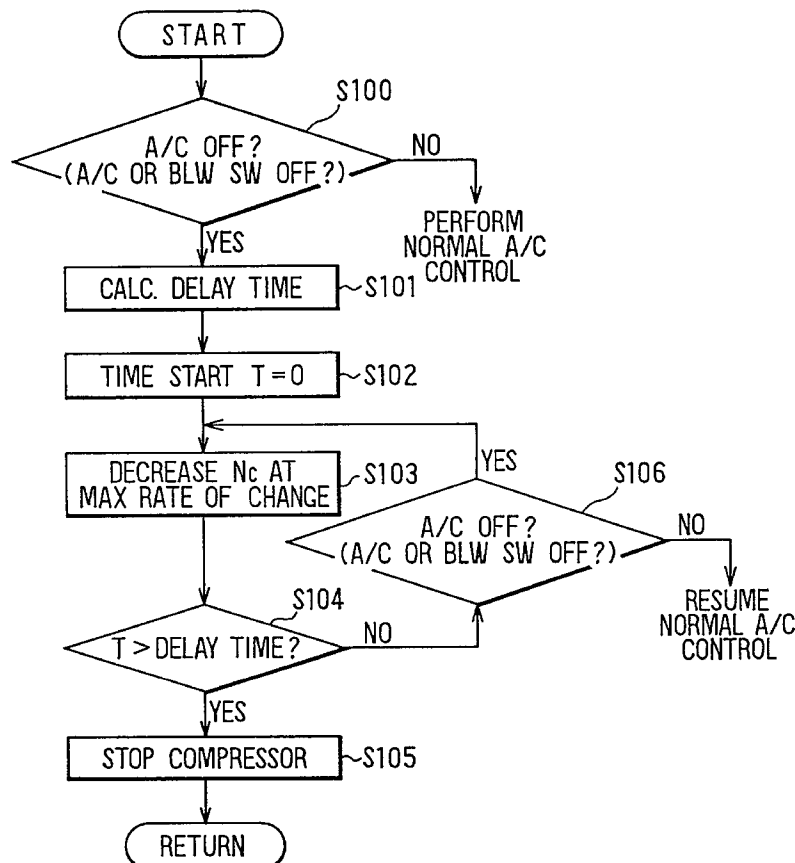 START
S100
A/C OFF?
(A/C OR BLW SW OFF?)
NO
PERFORM
NORMAL A/C
CONTROL
YES
CALC. DELAY TIME
S101
TIME START T=0
S102
DECREASE Nc AT
MAX RATE OF CHANGE
S103
YES
S106
A/C OFF?
(A/C OR BLW SW OFF?)
NO
RESUME
NORMAL A/C
CONTROL
S104
T > DELAY TIME?
NO
YES
STOP COMPRESSOR
S105
RETURN